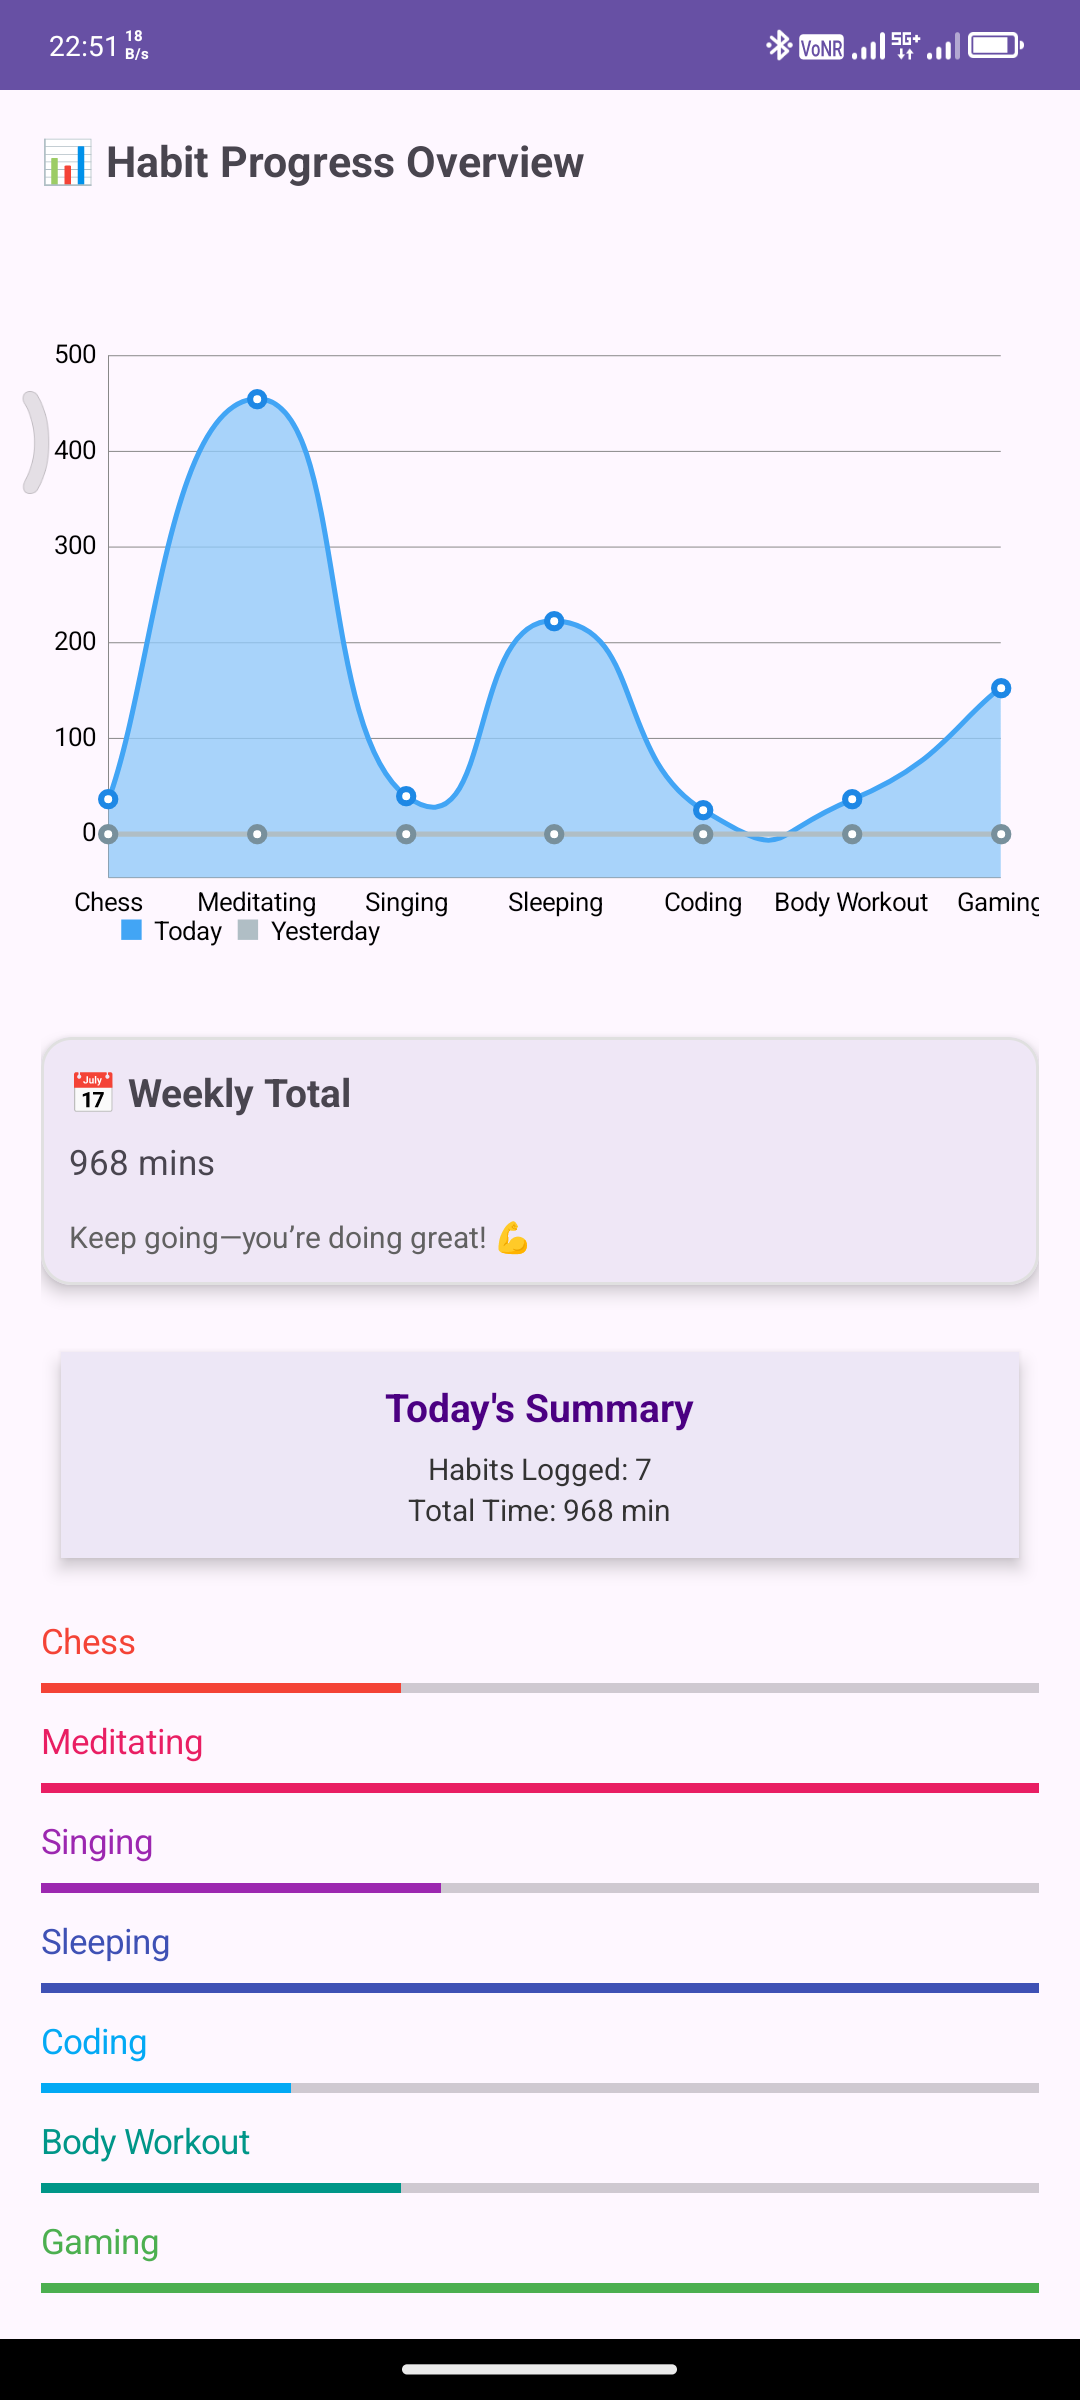 22:51 18 B/s VoNR 5G+
📊 Habit Progress Overview
500
400
300
200
100
0
Chess Meditating Singing Sleeping Coding Body Workout Gaming
Today Yesterday
📅 Weekly Total
968 mins
Keep going—you’re doing great! 💪
Today's Summary
Habits Logged: 7
Total Time: 968 min
Chess
Meditating
Singing
Sleeping
Coding
Body Workout
Gaming